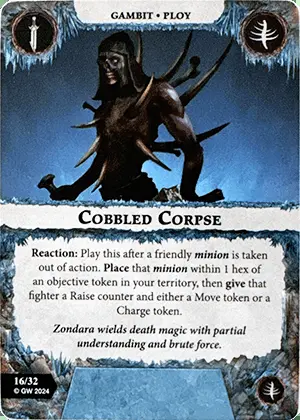 GAMBIT • PLOY
COBBLED CORPSE
Reaction: Play this after a friendly minion is taken
out of action. Place that minion within 1 hex of
an objective token in your territory, then give that
fighter a Raise counter and either a Move token or a
Charge token.
Zondara wields death magic with partial
understanding and brute force.
16/32
© GW 2024